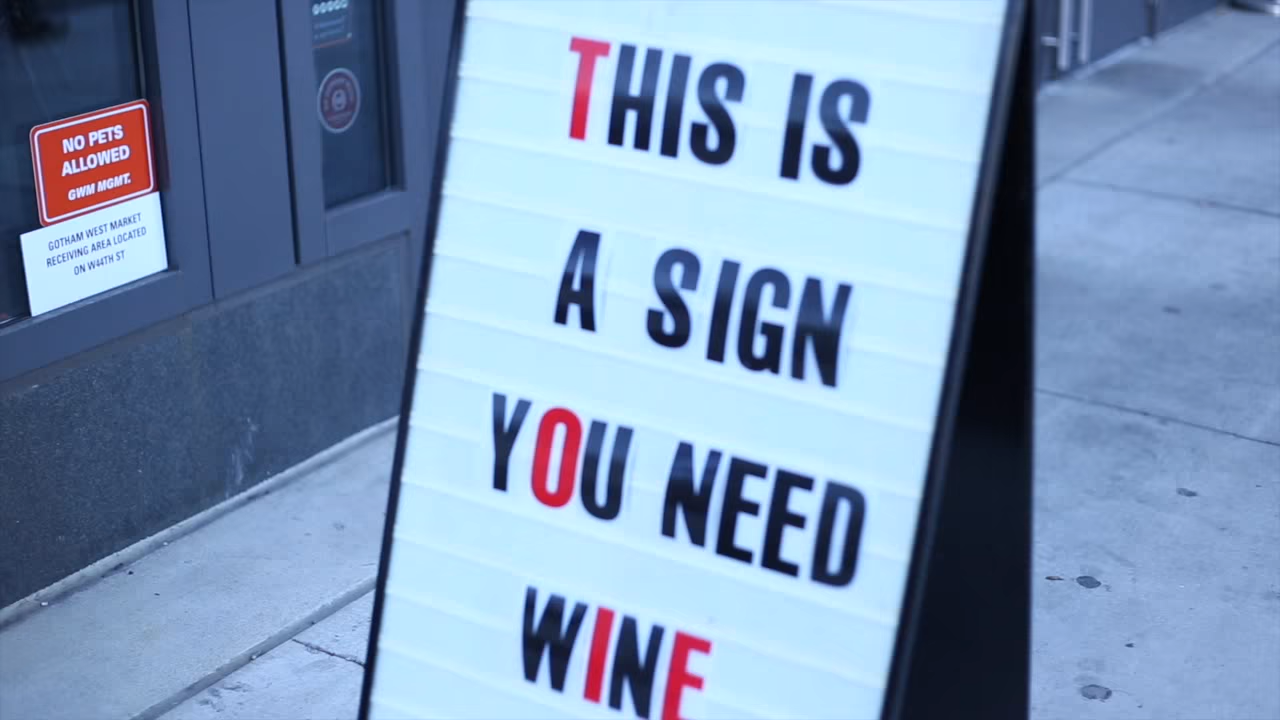 NO PETS
ALLOWED
GWM MGMT.
GOTHAM WEST MARKET
RECEIVING AREA LOCATED
ON W44TH ST
THIS IS
A SIGN
YOU NEED
WINE